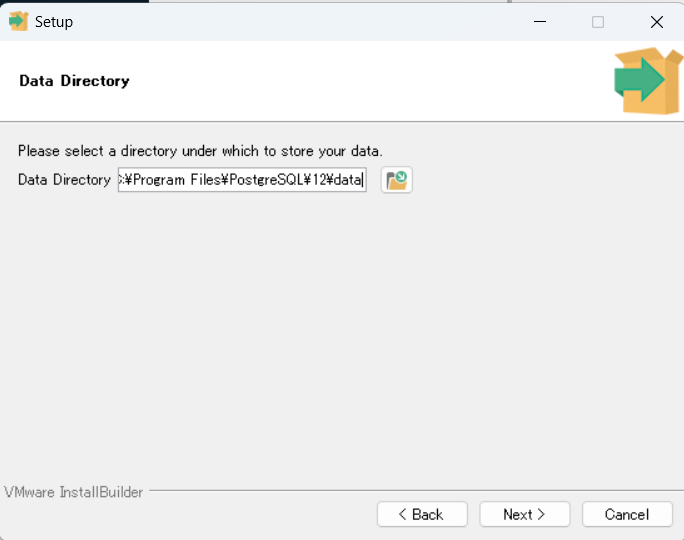 Setup
Data Directory
Please select a directory under which to store your data.
Data Directory :¥Program Files¥PostgreSQL¥12¥data
VMware InstallBuilder
< Back
Next >
Cancel